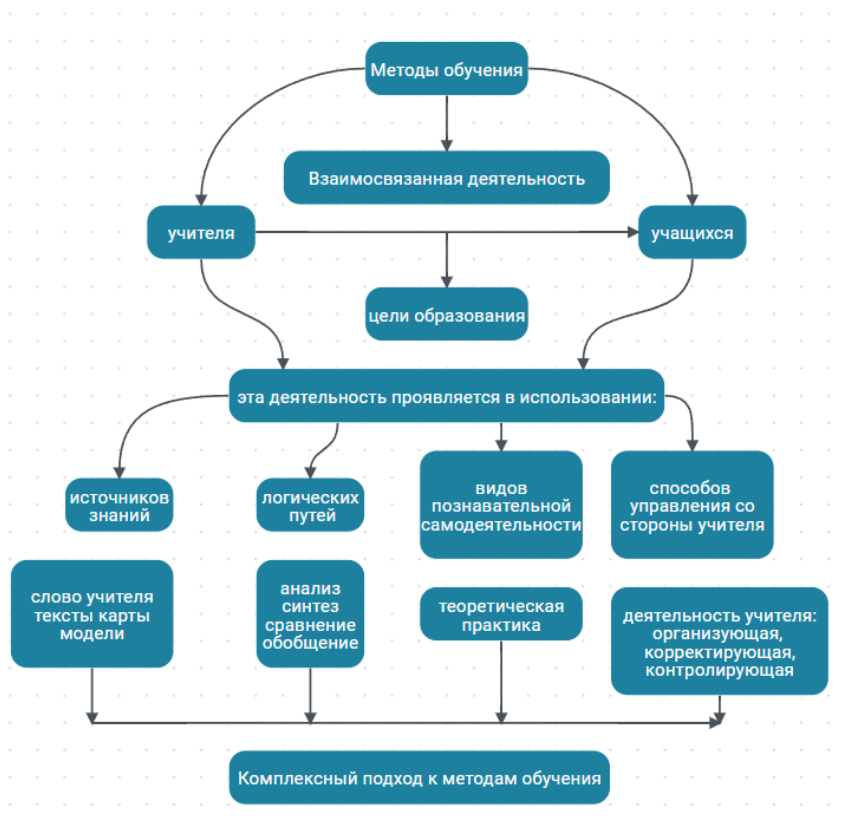 Методы обучения
Взаимосвязанная деятельность
учителя
учащихся
цели образования
эта деятельность проявляется в использовании:
источников
знаний
логических
путей
видов
познавательной
самодеятельности
способов
управления со
стороны учителя
слово учителя
тексты карты
модели
анализ
синтез
сравнение
обобщение
теоретическая
практика
деятельность учителя:
организующая,
корректирующая,
контролирующая
Комплексный подход к методам обучения